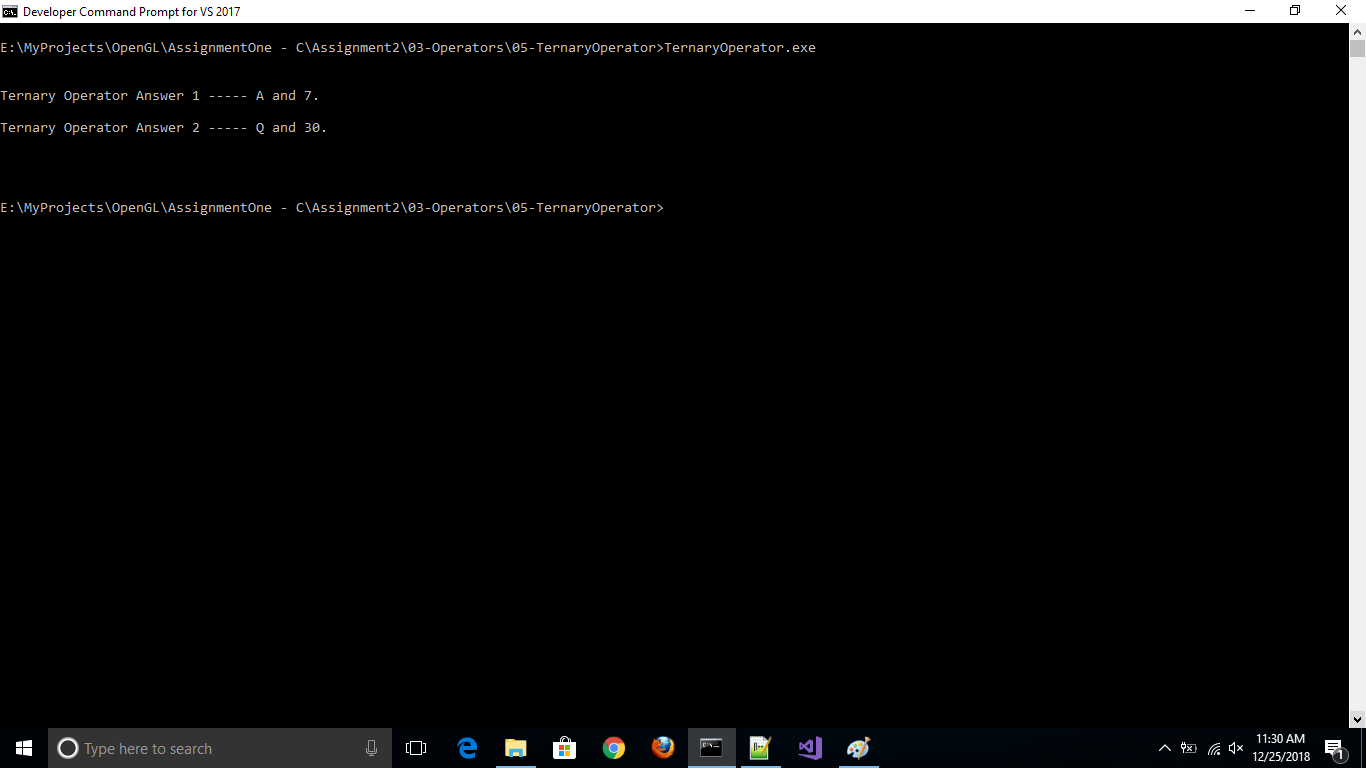 Developer Command Prompt for VS 2017
E:\MyProjects\OpenGL\AssignmentOne - C\Assignment2\03-Operators\05-TernaryOperator>TernaryOperator.exe
Ternary Operator Answer 1 ----- A and 7.
Ternary Operator Answer 2 ----- Q and 30.
E:\MyProjects\OpenGL\AssignmentOne - C\Assignment2\03-Operators\05-TernaryOperator>
Type here to search
11:30 AM
12/25/2018
1